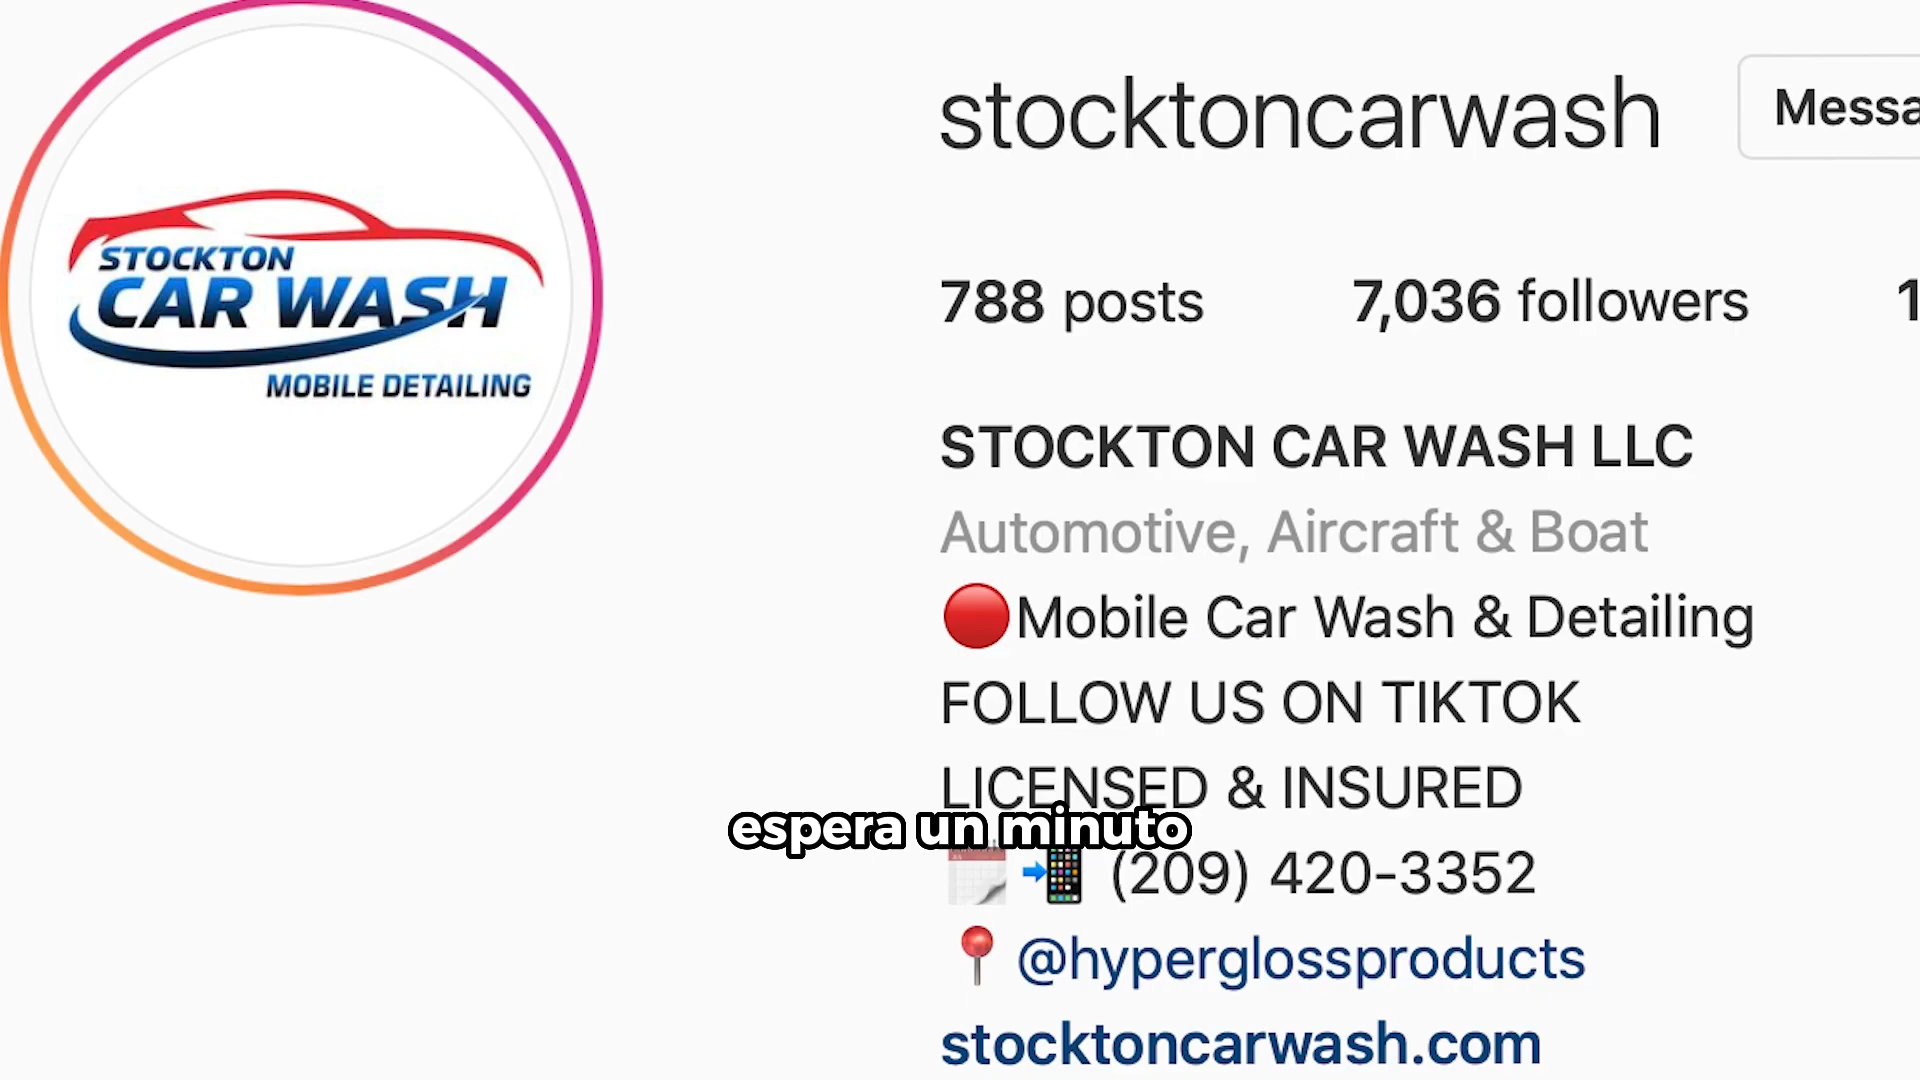 STOCKTON
CAR WASH
MOBILE DETAILING
stocktoncarwash
Messa
788 posts 7,036 followers 1
STOCKTON CAR WASH LLC
Automotive, Aircraft & Boat
🔴Mobile Car Wash & Detailing
FOLLOW US ON TIKTOK
LICENSED & INSURED
espera un minuto
(209) 420-3352
@hyperglossproducts
stocktoncarwash.com